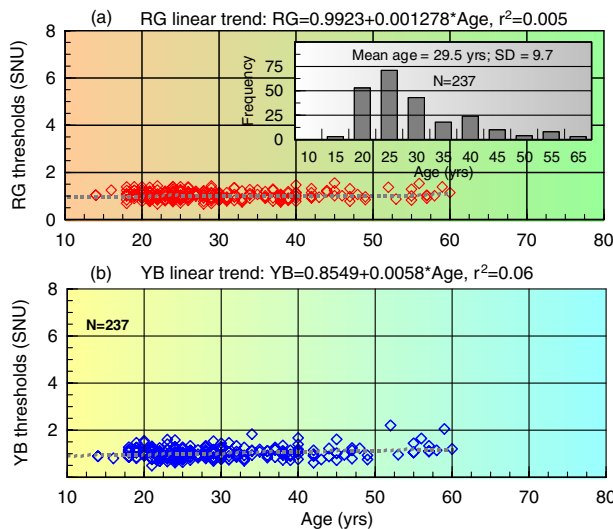 (a) RG linear trend: RG=0.9923+0.001278*Age, r²=0.005
RG thresholds (SNU)
8
6
4
2
0
Mean age = 29.5 yrs; SD = 9.7
N=237
Frequency
75
50
25
0
10 15 20 25 30 35 40 45 50 55 65
Age (yrs)
10 20 30 40 50 60 70 80
(b) YB linear trend: YB=0.8549+0.0058*Age, r²=0.06
YB thresholds (SNU)
8
6
4
2
N=237
10 20 30 40 50 60 70 80
Age (yrs)